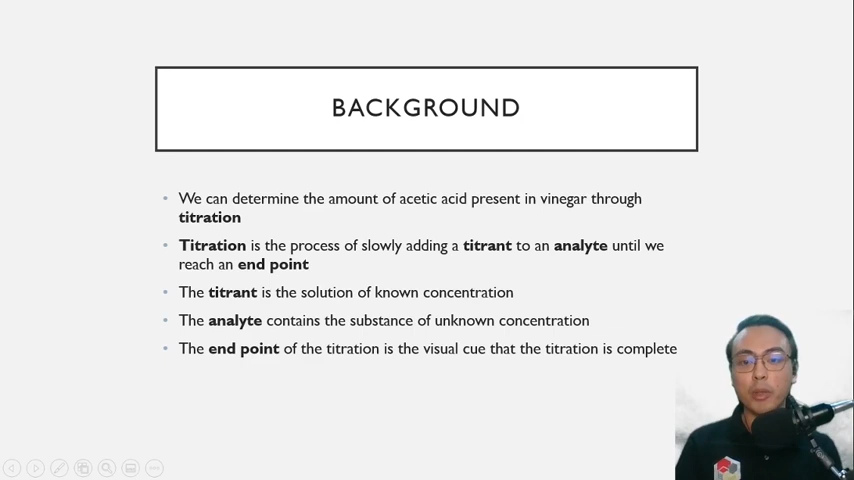 BACKGROUND
We can determine the amount of acetic acid present in vinegar through
titration
Titration is the process of slowly adding a titrant to an analyte until we
reach an end point
The titrant is the solution of known concentration
The analyte contains the substance of unknown concentration
The end point of the titration is the visual cue that the titration is complete